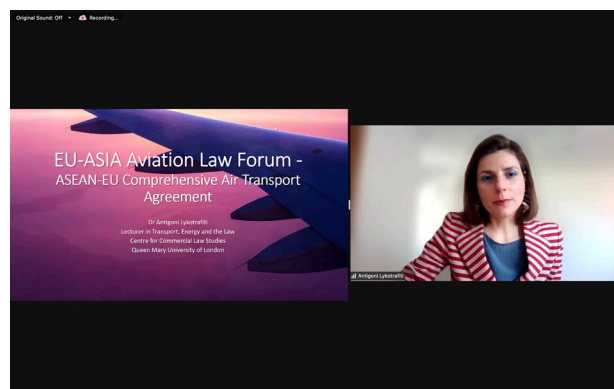 Original Sound: Off
Recording...
EU-ASIA Aviation Law Forum -
ASEAN-EU Comprehensive Air Transport
Agreement
Dr Antigoni Lykotrafiti
Lecturer in Transport, Energy and the Law
Centre for Commercial Law Studies
Queen Mary University of London
Antigoni Lykotrafiti